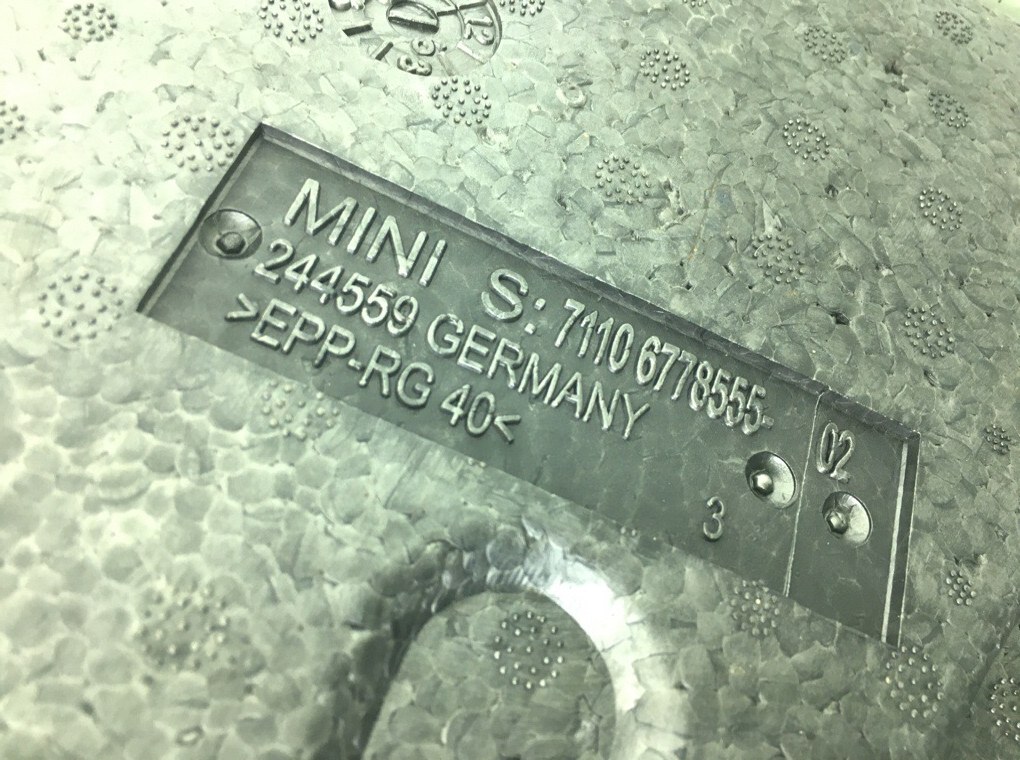 MINI S: 7110 6778555-02
244559 GERMANY
>EPP-RG 40<
3